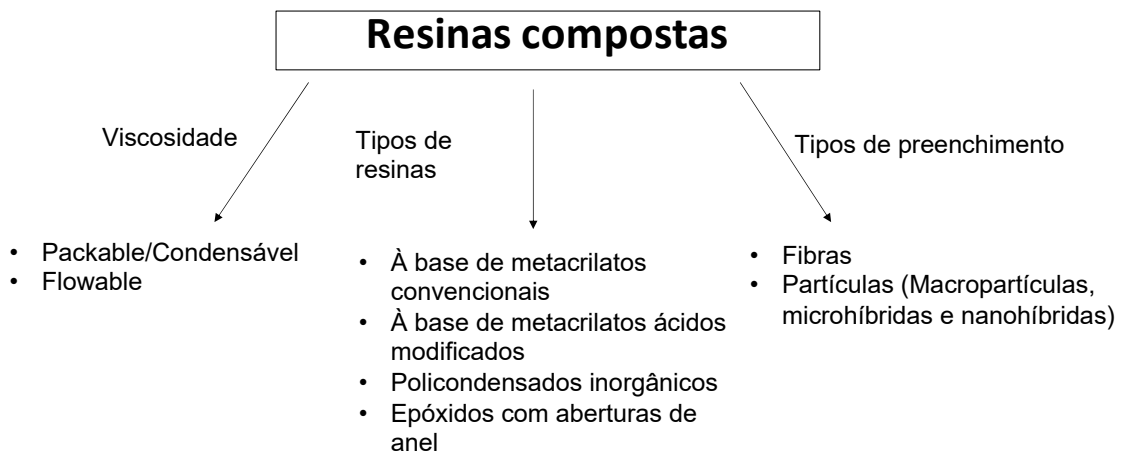 Resinas compostas
Viscosidade
Tipos de
resinas
Tipos de preenchimento
• Packable/Condensável
• Flowable
• À base de metacrilatos
convencionais
• À base de metacrilatos ácidos
modificados
• Policondensados inorgânicos
• Epóxidos com aberturas de
anel
• Fibras
• Partículas (Macropartículas,
microhíbridas e nanohíbridas)